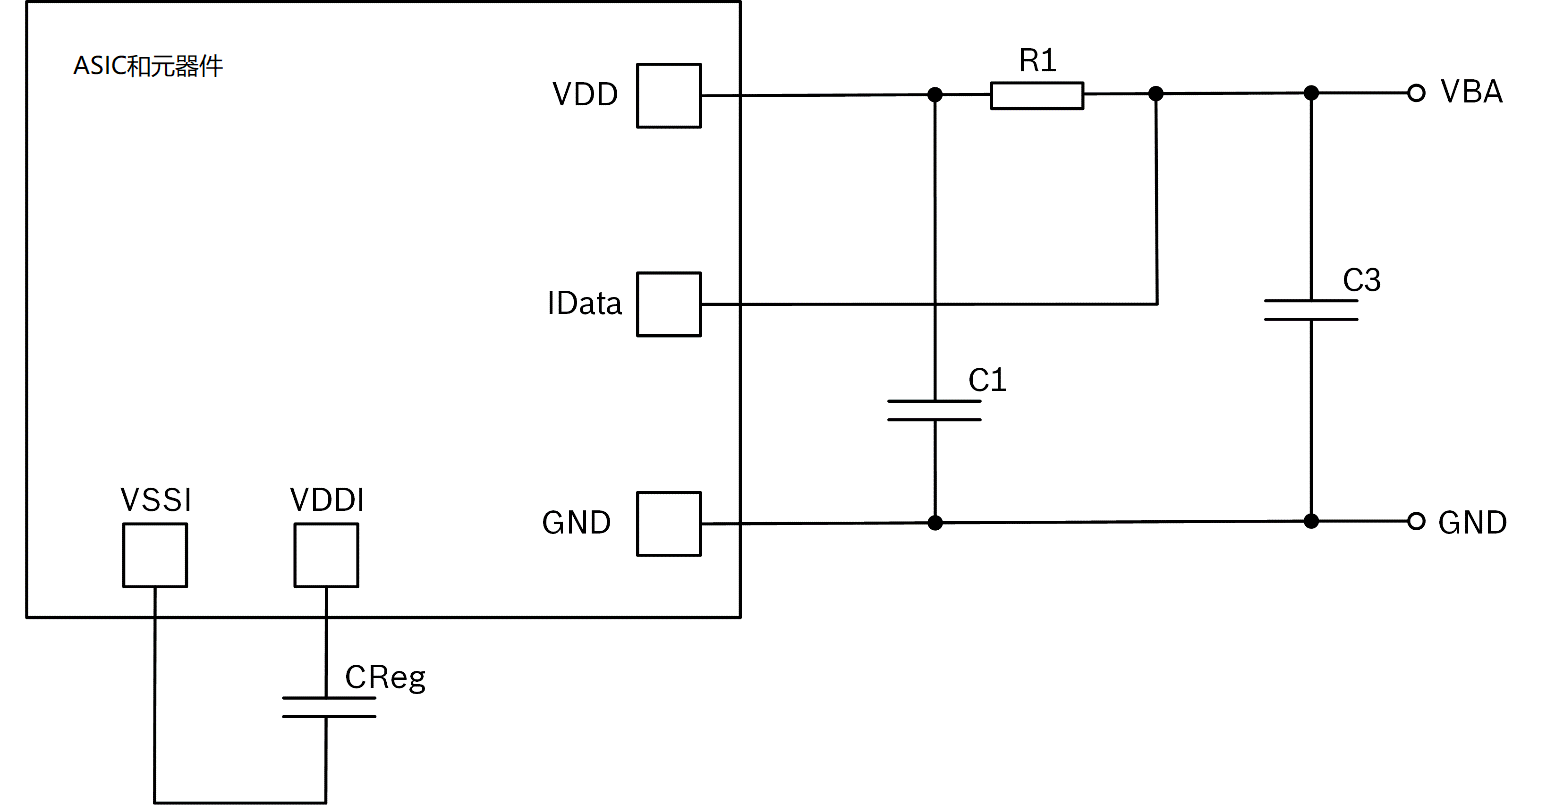 ASIC和元器件
VDD
R1
VBA
IData
C3
C1
VSSI
VDDI
GND
GND
CReg